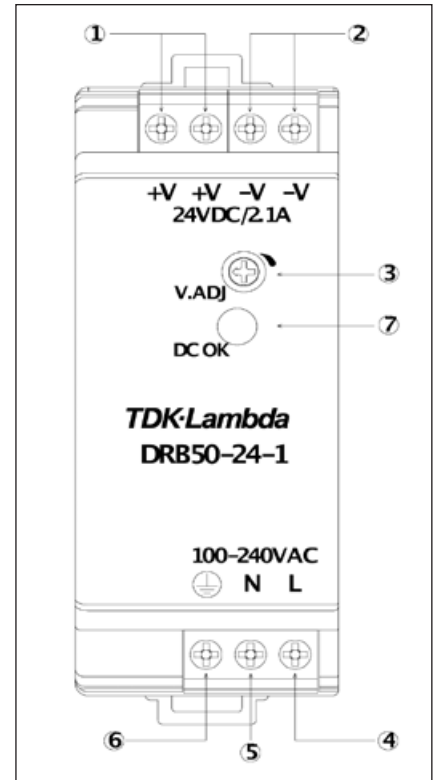 ① ②
+V +V −V −V
24VDC/2.1A
③
V.ADJ
⑦
DC OK
TDK·Lambda
DRB50−24−1
100−240VAC
N L
⑥ ⑤ ④